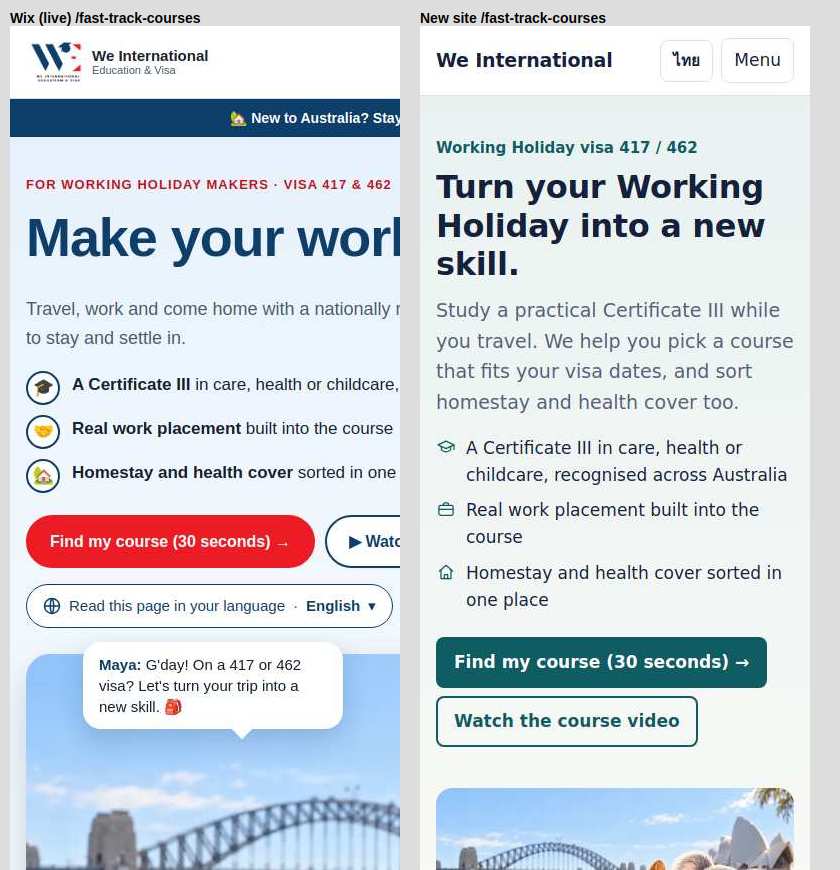 Wix (live) /fast-track-courses
We International
Education & Visa
🏡 New to Australia? Stay
FOR WORKING HOLIDAY MAKERS · VISA 417 & 462
Make your worl
Travel, work and come home with a nationally r
to stay and settle in.
A Certificate III in care, health or childcare,
Real work placement built into the course
Homestay and health cover sorted in one
Find my course (30 seconds) →
▶ Watc
Read this page in your language · English ▾
Maya: G'day! On a 417 or 462
visa? Let's turn your trip into a
new skill. 🎒
New site /fast-track-courses
We International
ไทย
Menu
Working Holiday visa 417 / 462
Turn your Working
Holiday into a new
skill.
Study a practical Certificate III while
you travel. We help you pick a course
that fits your visa dates, and sort
homestay and health cover too.
A Certificate III in care, health or
childcare, recognised across Australia
Real work placement built into the
course
Homestay and health cover sorted in
one place
Find my course (30 seconds) →
Watch the course video